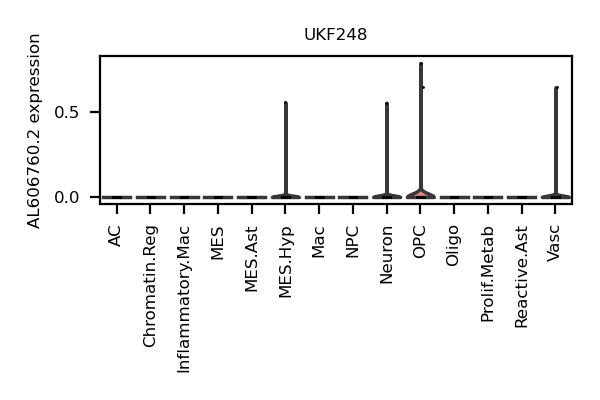 UKF248
AL606760.2 expression
0.5
0.0
AC
Chromatin.Reg
Inflammatory.Mac
MES
MES.Ast
MES.Hyp
Mac
NPC
Neuron
OPC
Oligo
Prolif.Metab
Reactive.Ast
Vasc